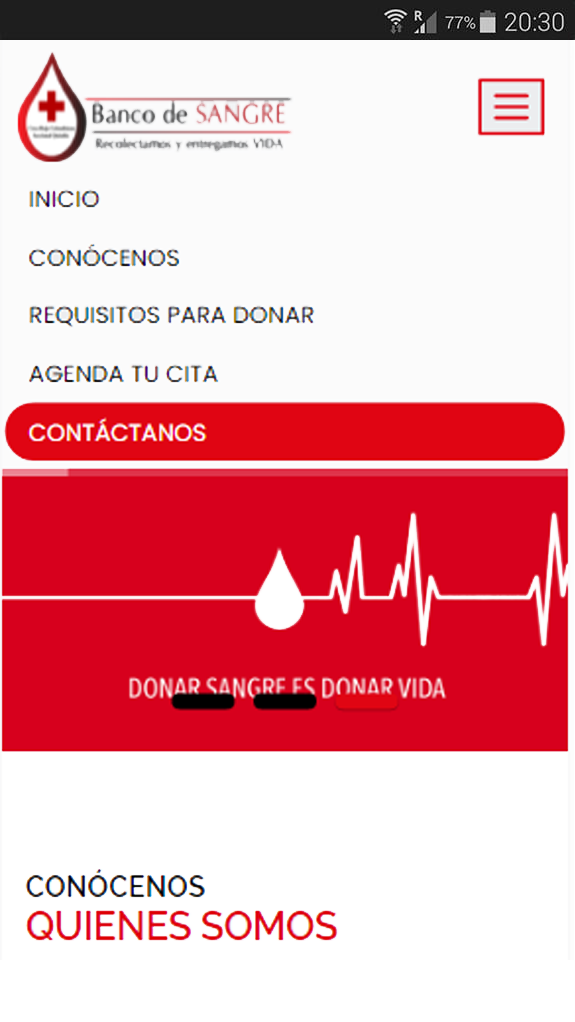 R
77%
20:30
Banco de SANGRE
Recolectamos y entregamos VIDA
INICIO
CONÓCENOS
REQUISITOS PARA DONAR
AGENDA TU CITA
CONTÁCTANOS
DONAR SANGRE ES DONAR VIDA
CONÓCENOS
QUIENES SOMOS